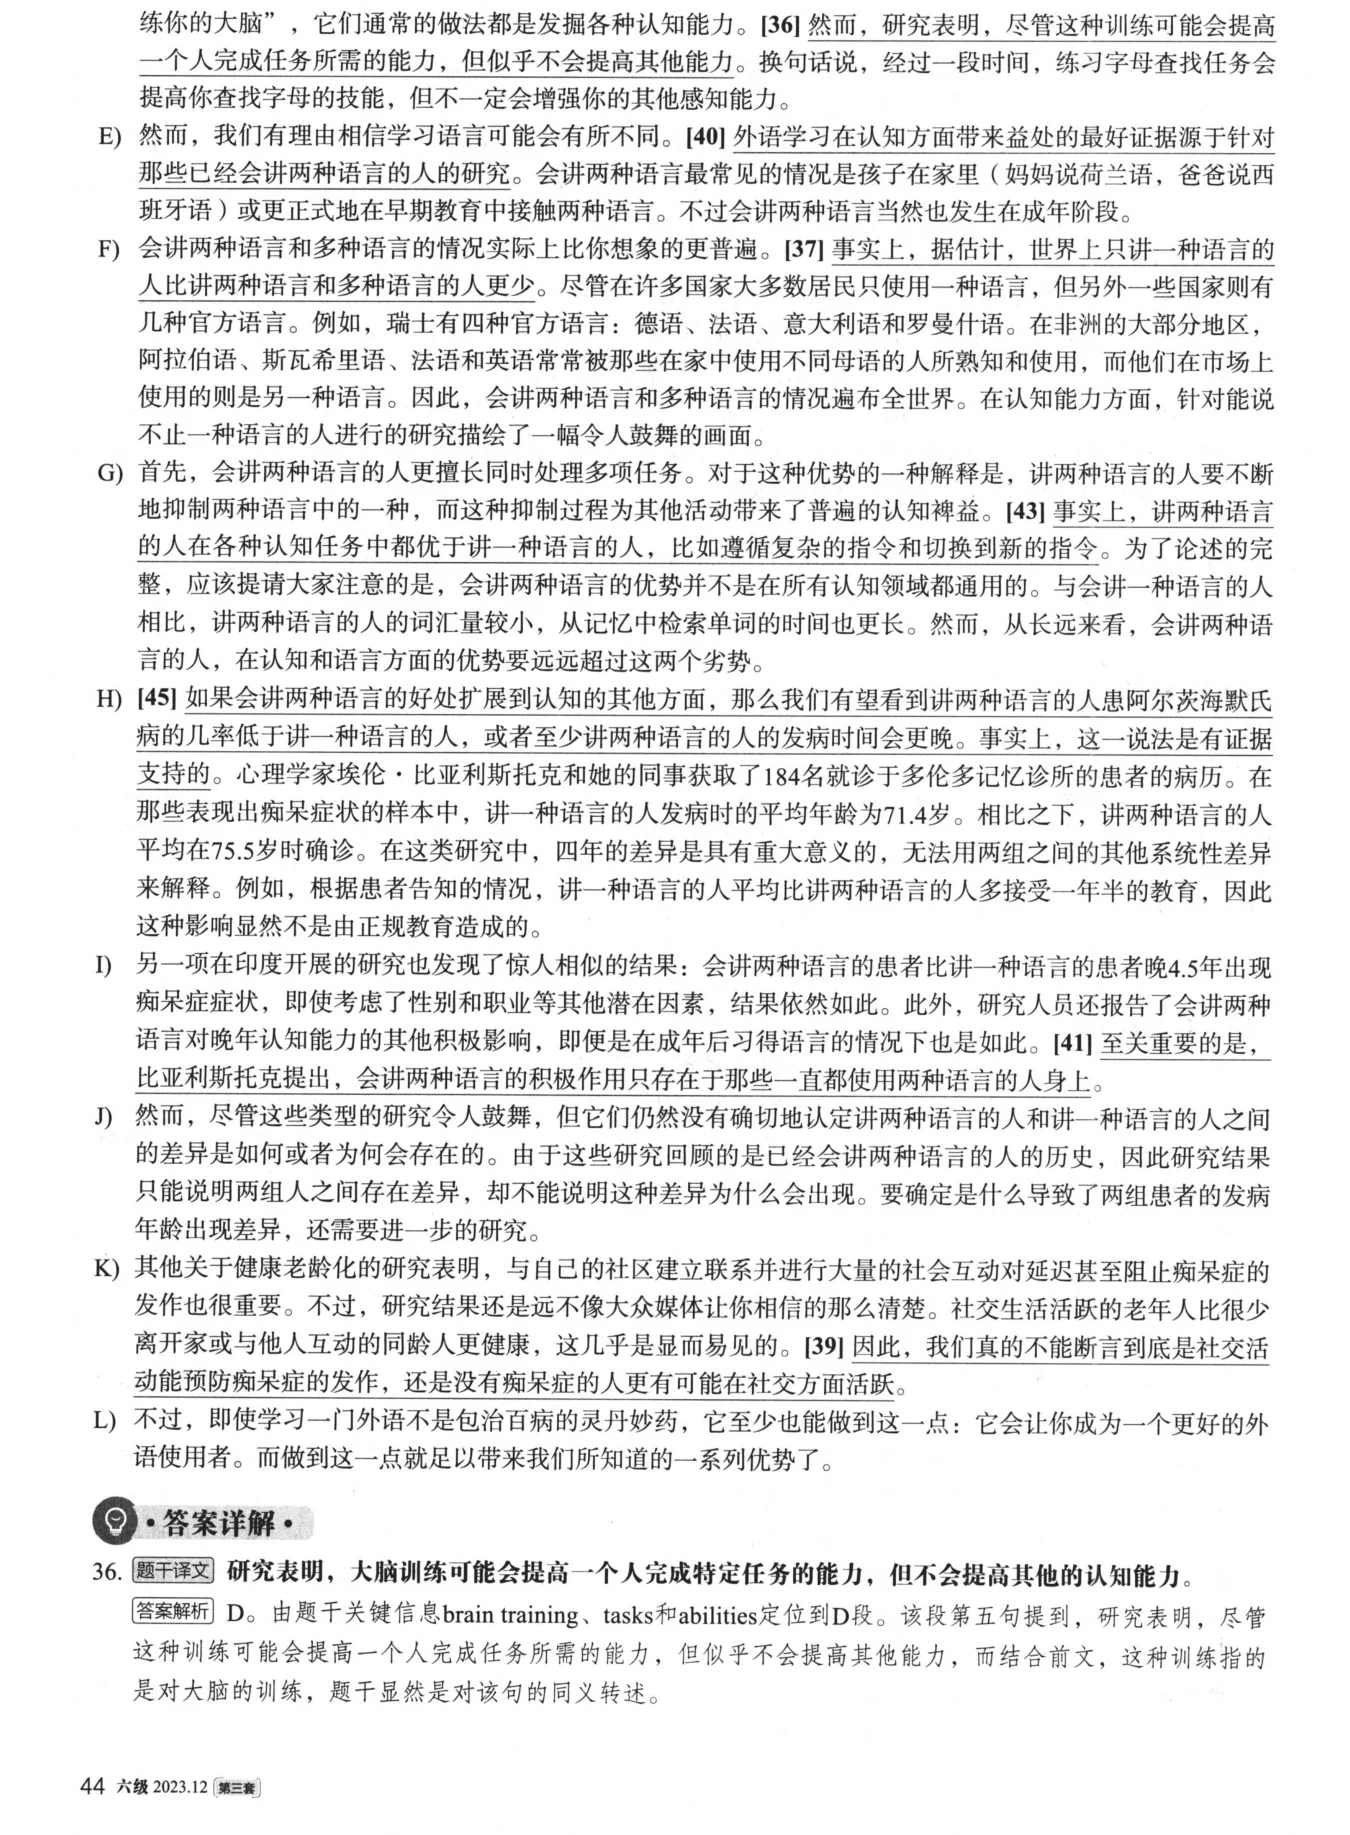 练你的大脑”，它们通常的做法都是发掘各种认知能力。[36] 然而，研究表明，尽管这种训练可能会提高
一个人完成任务所需的能力，但似乎不会提高其他能力。换句话说，经过一段时间，练习字母查找任务会
提高你查找字母的技能，但不一定会增强你的其他感知能力。
E) 然而，我们有理由相信学习语言可能会有所不同。[40] 外语学习在认知方面带来益处的最好证据源于针对
那些已经会讲两种语言的人的研究。会讲两种语言最常见的情况是孩子在家里（妈妈说荷兰语，爸爸说西
班牙语）或更正式地在早期教育中接触两种语言。不过会讲两种语言当然也发生在成年阶段。
F) 会讲两种语言和多种语言的情况实际上比你想象的更普遍。[37] 事实上，据估计，世界上只讲一种语言的
人比讲两种语言和多种语言的人更少。尽管在许多国家大多数居民只使用一种语言，但另外一些国家则有
几种官方语言。例如，瑞士有四种官方语言：德语、法语、意大利语和罗曼什语。在非洲的大部分地区，
阿拉伯语、斯瓦希里语、法语和英语常常被那些在家中使用不同母语的人所熟知和使用，而他们在市场上
使用的则是另一种语言。因此，会讲两种语言和多种语言的情况遍布全世界。在认知能力方面，针对能说
不止一种语言的人进行的研究描绘了一幅令人鼓舞的画面。
G) 首先，会讲两种语言的人更擅长同时处理多项任务。对于这种优势的一种解释是，讲两种语言的人要不断
地抑制两种语言中的一种，而这种抑制过程为其他活动带来了普遍的认知裨益。[43] 事实上，讲两种语言
的人在各种认知任务中都优于讲一种语言的人，比如遵循复杂的指令和切换到新的指令。为了论述的完
整，应该提请大家注意的是，会讲两种语言的优势并不是在所有认知领域都通用的。与会讲一种语言的人
相比，讲两种语言的人的词汇量较小，从记忆中检索单词的时间也更长。然而，从长远来看，会讲两种语
言的人，在认知和语言方面的优势要远远超过这两个劣势。
H) [45] 如果会讲两种语言的好处扩展到认知的其他方面，那么我们有望看到讲两种语言的人患阿尔茨海默氏
病的几率低于讲一种语言的人，或者至少讲两种语言的人的发病时间会更晚。事实上，这一说法是有证据
支持的。心理学家埃伦·比亚利斯托克和她的同事获取了184名就诊于多伦多记忆诊所的患者的病历。在
那些表现出痴呆症状的样本中，讲一种语言的人发病时的平均年龄为71.4岁。相比之下，讲两种语言的人
平均在75.5岁时确诊。在这类研究中，四年的差异是具有重大意义的，无法用两组之间的其他系统性差异
来解释。例如，根据患者告知的情况，讲一种语言的人平均比讲两种语言的人多接受一年半的教育，因此
这种影响显然不是由正规教育造成的。
I) 另一项在印度开展的研究也发现了惊人相似的结果：会讲两种语言的患者比讲一种语言的患者晚4.5年出现
痴呆症症状，即使考虑了性别和职业等其他潜在因素，结果依然如此。此外，研究人员还报告了会讲两种
语言对晚年认知能力的其他积极影响，即便是在成年后习得语言的情况下也是如此。[41] 至关重要的是，
比亚利斯托克提出，会讲两种语言的积极作用只存在于那些一直都使用两种语言的人身上。
J) 然而，尽管这些类型的研究令人鼓舞，但它们仍然没有确切地认定讲两种语言的人和讲一种语言的人之间
的差异是如何或者为何会存在的。由于这些研究回顾的是已经会讲两种语言的人的历史，因此研究结果
只能说明两组人之间存在差异，却不能说明这种差异为什么会出现。要确定是什么导致了两组患者的发病
年龄出现差异，还需要进一步的研究。
K) 其他关于健康老龄化的研究表明，与自己的社区建立联系并进行大量的社会互动对延迟甚至阻止痴呆症的
发作也很重要。不过，研究结果还是远不像大众媒体让你相信的那么清楚。社交生活活跃的老年人比很少
离开家或与他人互动的同龄人更健康，这几乎是显而易见的。[39] 因此，我们真的不能断言到底是社交活
动能预防痴呆症的发作，还是没有痴呆症的人更有可能在社交方面活跃。
L) 不过，即使学习一门外语不是包治百病的灵丹妙药，它至少也能做到这一点：它会让你成为一个更好的外
语使用者。而做到这一点就足以带来我们所知道的一系列优势了。
·答案详解·
36. 题干译文 研究表明，大脑训练可能会提高一个人完成特定任务的能力，但不会提高其他的认知能力。
答案解析 D。由题干关键信息brain training、tasks和abilities定位到D段。该段第五句提到，研究表明，尽管
这种训练可能会提高一个人完成任务所需的能力，但似乎不会提高其他能力，而结合前文，这种训练指的
是对大脑的训练，题干显然是对该句的同义转述。
44 六级 2023.12 第三套